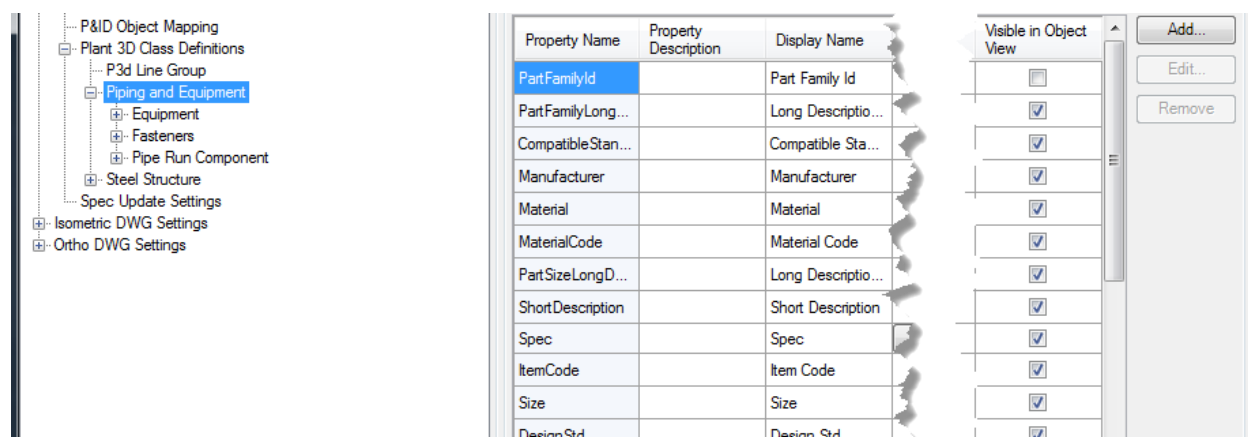 P&ID Object Mapping
Plant 3D Class Definitions
P3d Line Group
Piping and Equipment
Equipment
Fasteners
Pipe Run Component
Steel Structure
Spec Update Settings
Isometric DWG Settings
Ortho DWG Settings
Property Name Property Description Display Name Visible in Object View
PartFamilyId Part Family Id
PartFamilyLong... Long Descriptio...
CompatibleStan... Compatible Sta...
Manufacturer Manufacturer
Material Material
MaterialCode Material Code
PartSizeLongD... Long Descriptio...
ShortDescription Short Description
Spec Spec
ItemCode Item Code
Size Size
DesignStd Design Std
Add...
Edit...
Remove